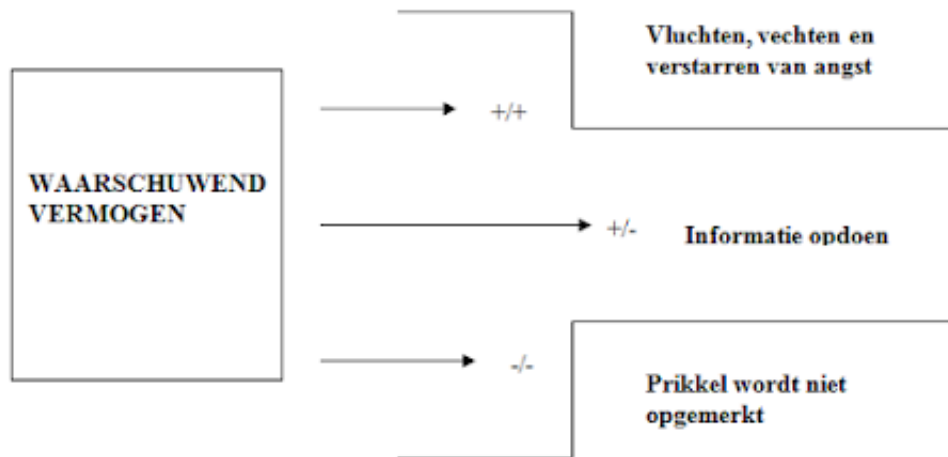 Vluchten, vechten en
verstarren van angst
+/+
WAARSCHUWEND
VERMOGEN
+/-
Informatie opdoen
-/-
Prikkel wordt niet
opgemerkt